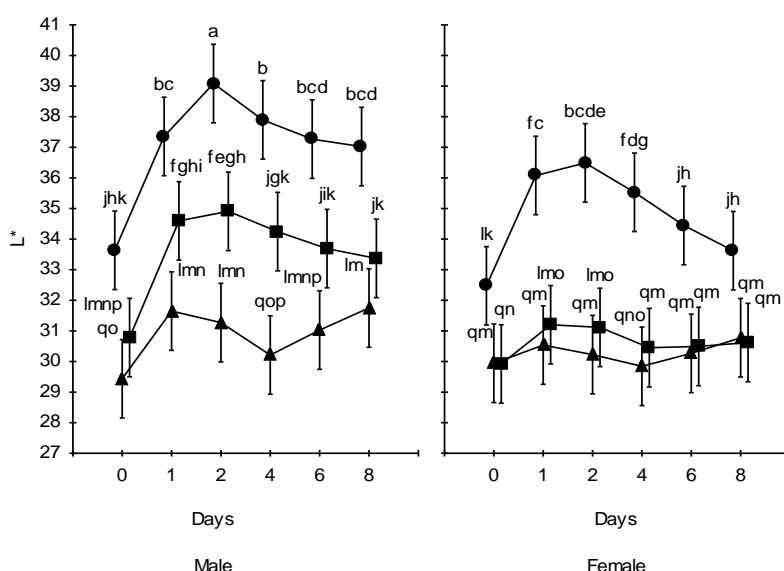 41
40
39
38
37
36
35
34
33
32
31
30
29
28
27
L*
a
bc
b
bcd
bcd
jhk
fghi
fegh
jgk
jik
jk
lmnp
qo
lmn
lmn
qop
lmnp
lm
fc
bcde
fdg
jh
jh
lk
lmo
lmo
qm
qn
qm
qm
qno
qm
qm
qm
qm
qm
0 1 2 4 6 8
0 1 2 4 6 8
Days
Days
Male
Female